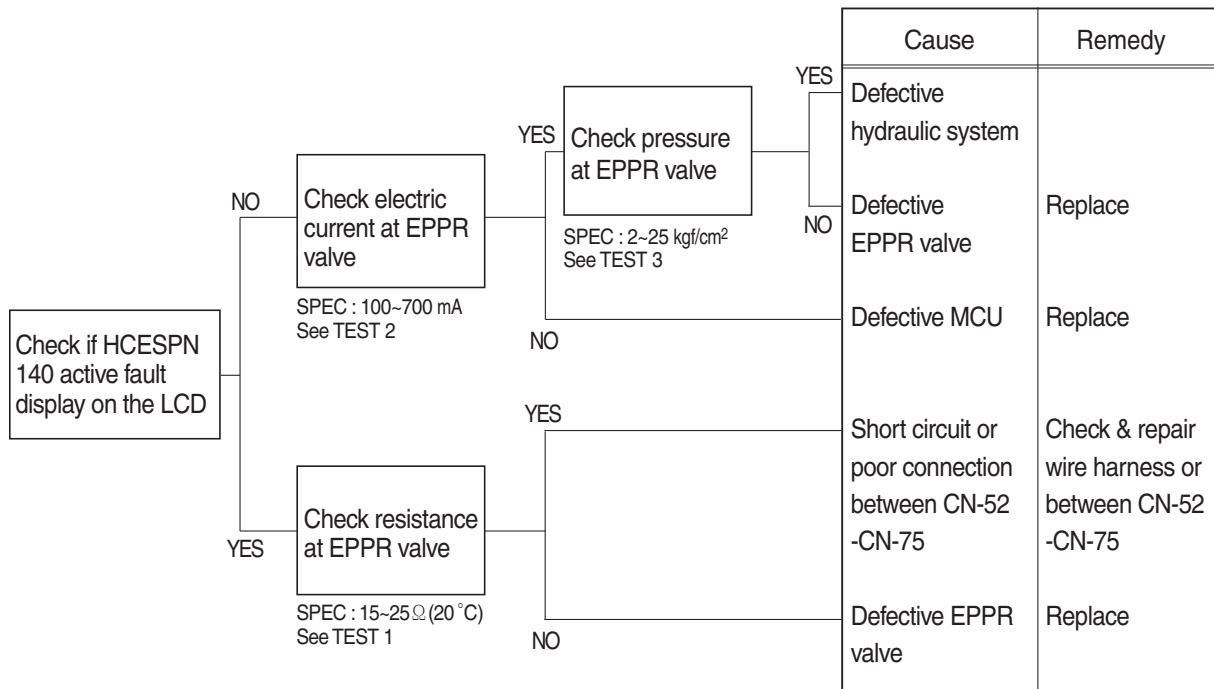 Check if HCESPN
140 active fault
display on the LCD
NO
Check electric
current at EPPR
valve
SPEC : 100~700 mA
See TEST 2
YES
Check pressure
at EPPR valve
SPEC : 2~25 kgf/cm²
See TEST 3
YES
NO
NO
YES
Check resistance
at EPPR valve
SPEC : 15~25Ω(20 °C)
See TEST 1
YES
NO
Cause Remedy
Defective
hydraulic system
Defective Replace
EPPR valve
Defective MCU Replace
Short circuit or Check & repair
poor connection wire harness or
between CN-52 between CN-52
-CN-75 -CN-75
Defective EPPR Replace
valve